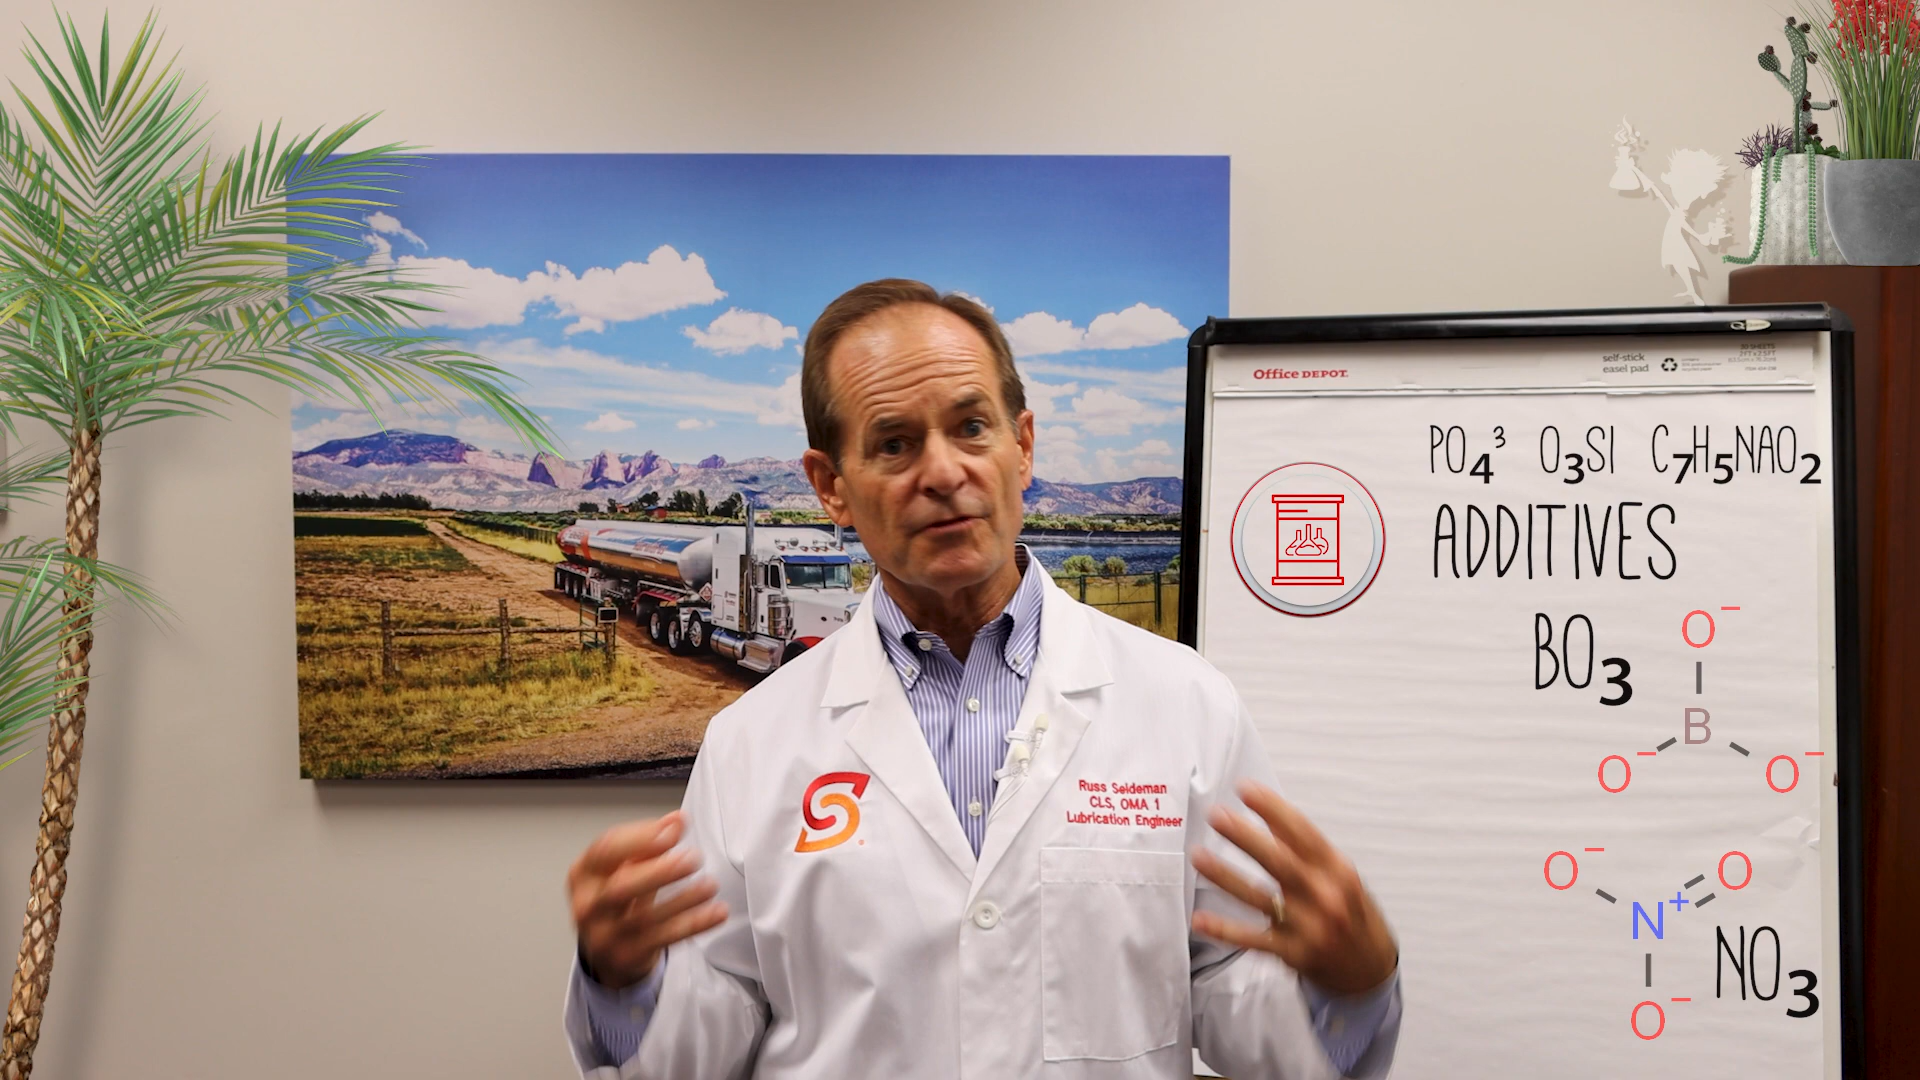 Office DEPOT.
self-stick
easel pad
PO₄³ O₃SI C₇H₅NAO₂
ADDITIVES
BO₃
O⁻
B
O⁻ O⁻
O⁻ O
N⁺
NO₃
O⁻
Russ Seideman
CLS, OMA 1
Lubrication Engineer